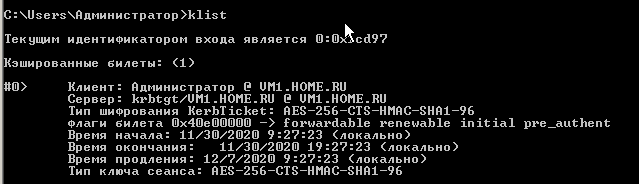 C:\Users\Администратор>klist
Текущим идентификатором входа является
Кэшированные билеты: (1)
#0> Клиент: Администратор @ VM1.HOME.RU
Сервер: krbtgt/VM1.HOME.RU @ VM1.HOME.RU
Тип шифрования KerbTicket: AES-256-CTS-HMAC-SHA1-96
флаги билета 0x40e00000 -> forwardable renewable initial pre_authent
Время начала: 11/30/2020 9:27:23 (локально)
Время окончания: 11/30/2020 19:27:23 (локально)
Время продления: 12/7/2020 9:27:23 (локально)
Тип ключа сеанса: AES-256-CTS-HMAC-SHA1-96